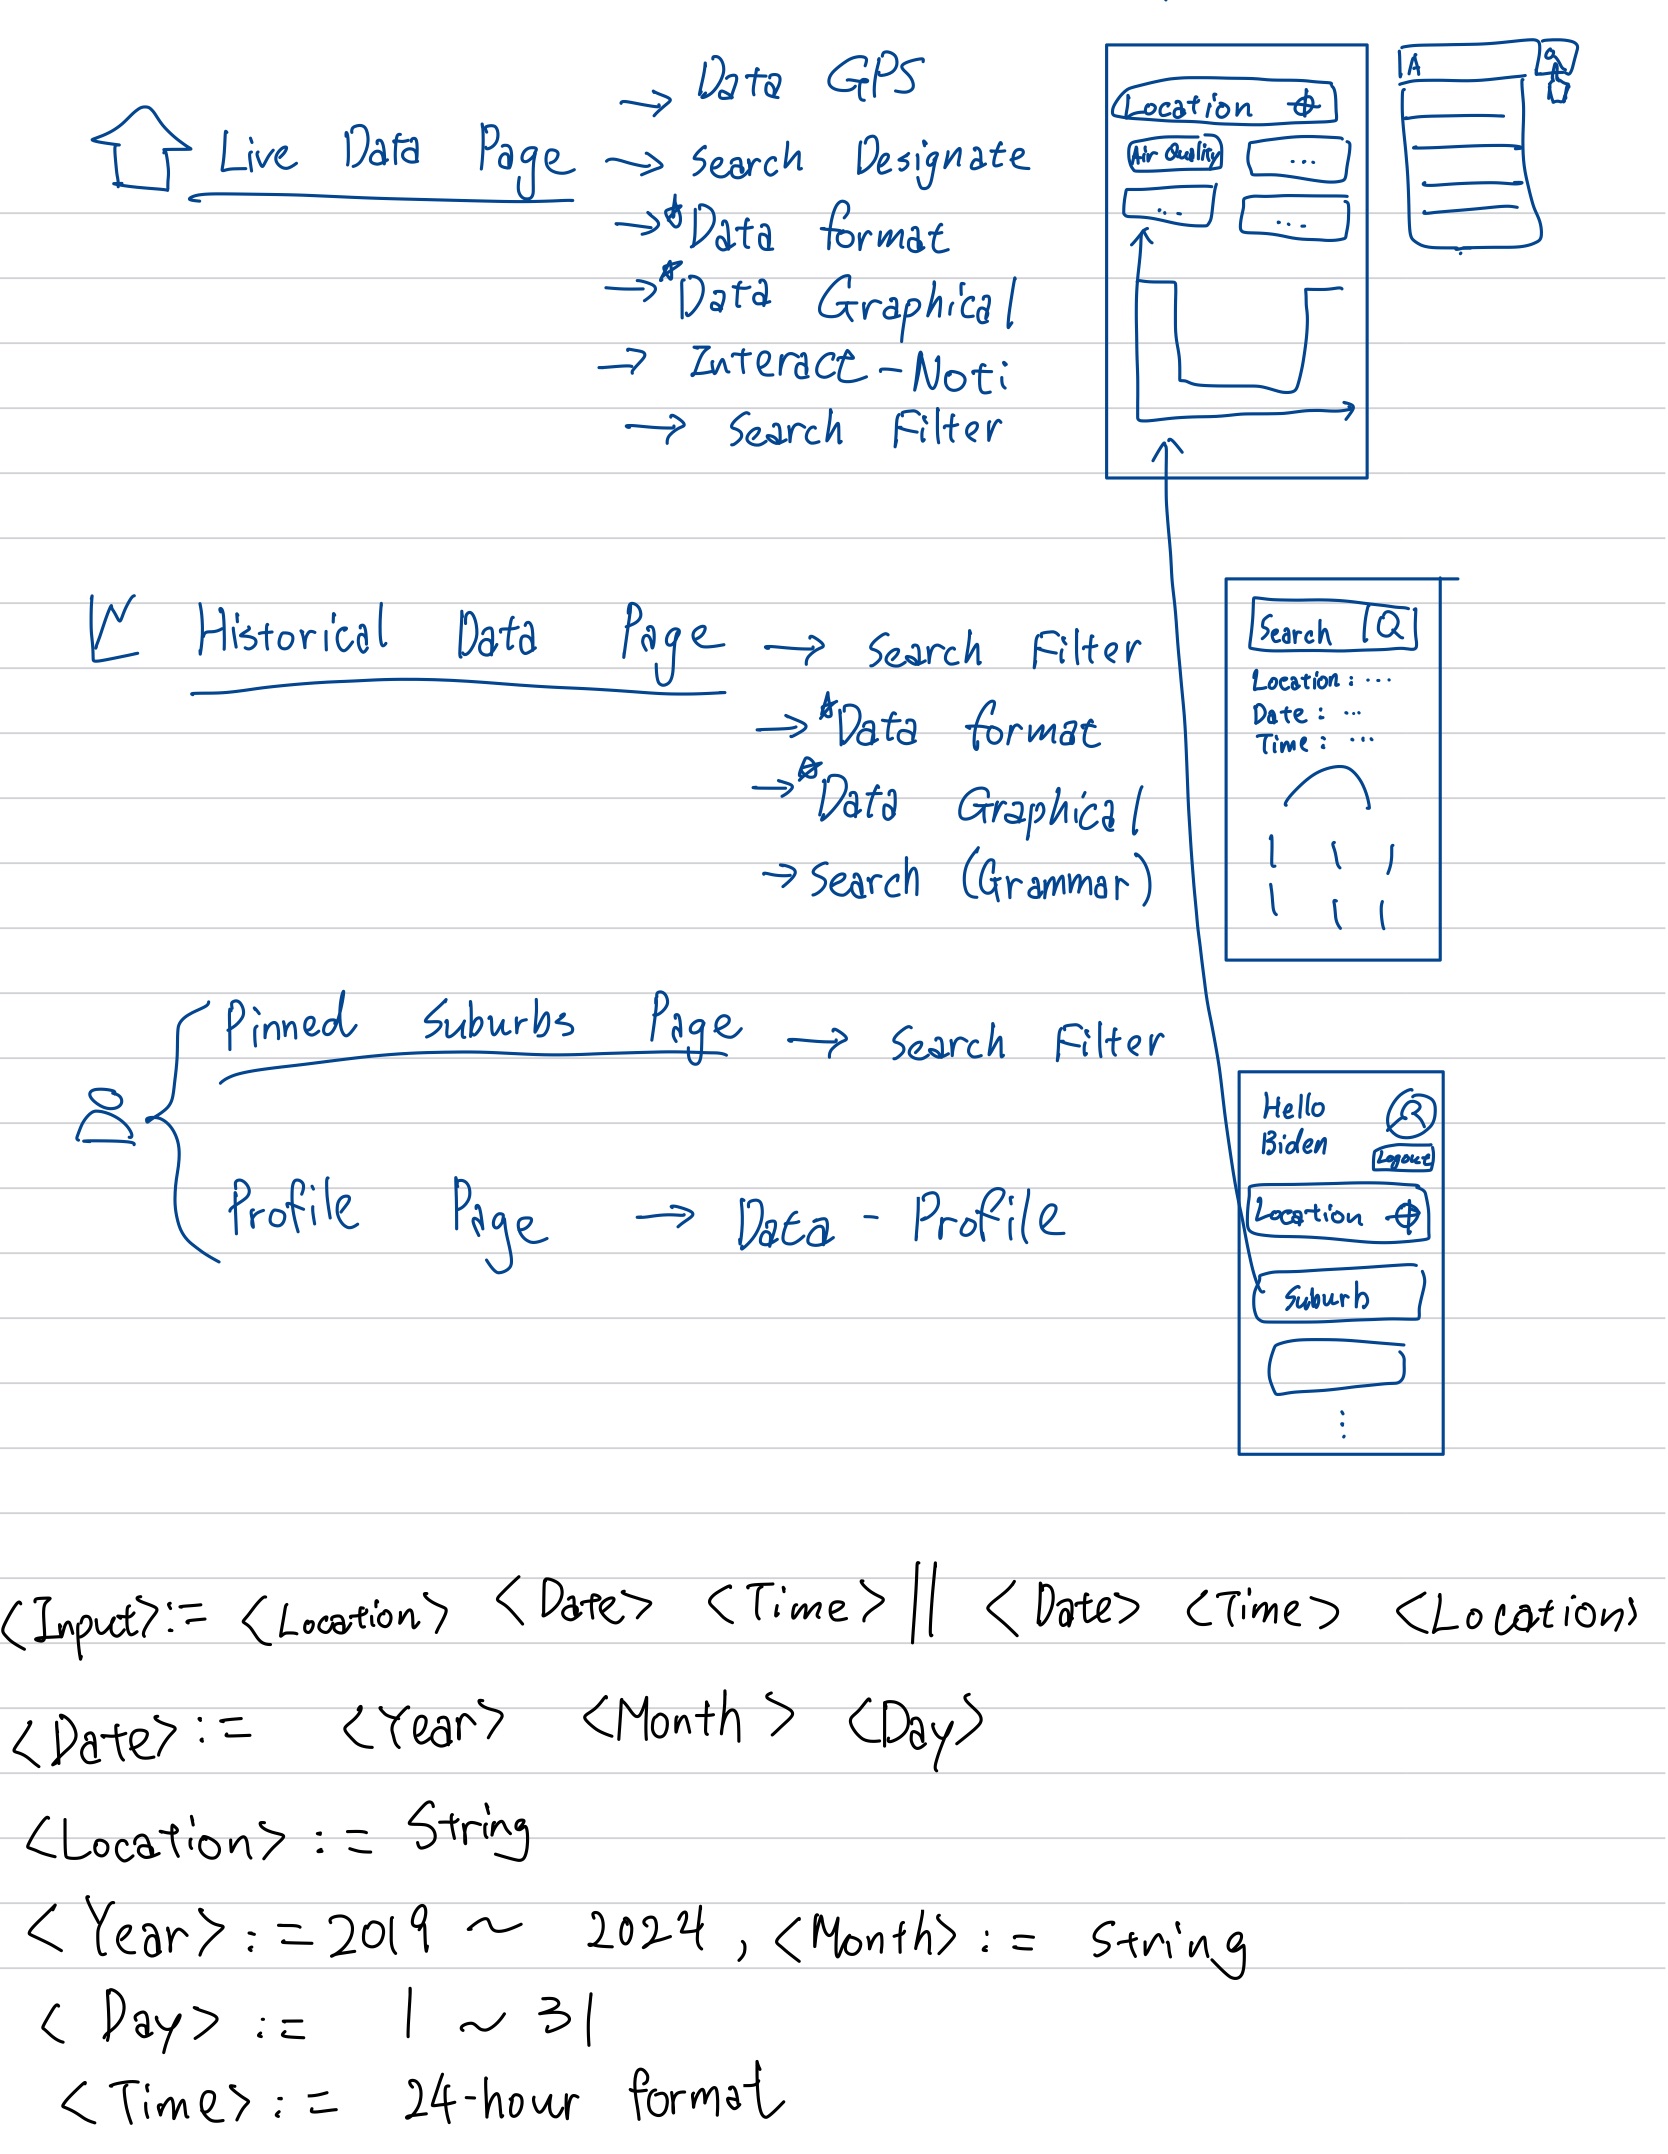 Live Data Page
→ Data GPS
→ Search Designate
→ *Data format
→ *Data Graphical
→ Interact - Noti
→ Search Filter
Location
Air Quality
...
...
...
A
Historical Data Page
→ Search Filter
→ *Data format
→ *Data Graphical
→ Search (Grammar)
Search
Location : ...
Date : ...
Time : ...
Pinned Suburbs Page → Search Filter
Profile Page → Data - Profile
Hello
Biden
Logout
Location
Suburb
<Input>:= <Location> <Date> <Time> || <Date> <Time> <Location>
<Date>:= <Year> <Month> <Day>
<Location> := String
<Year> := 2019 ~ 2024, <Month> := String
<Day> := 1 ~ 31
<Time> := 24-hour format